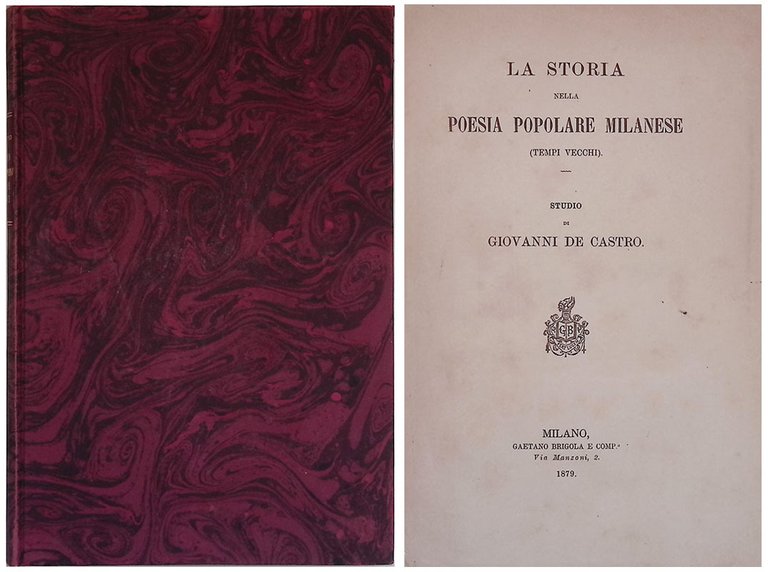 LA STORIA
NELLA
POESIA POPOLARE MILANESE
(TEMPI VECCHI).
STUDIO
DI
GIOVANNI DE CASTRO.
GB
MILANO,
GAETANO BRIGOLA E COMP.ª
Via Manzoni, 2.
1879.